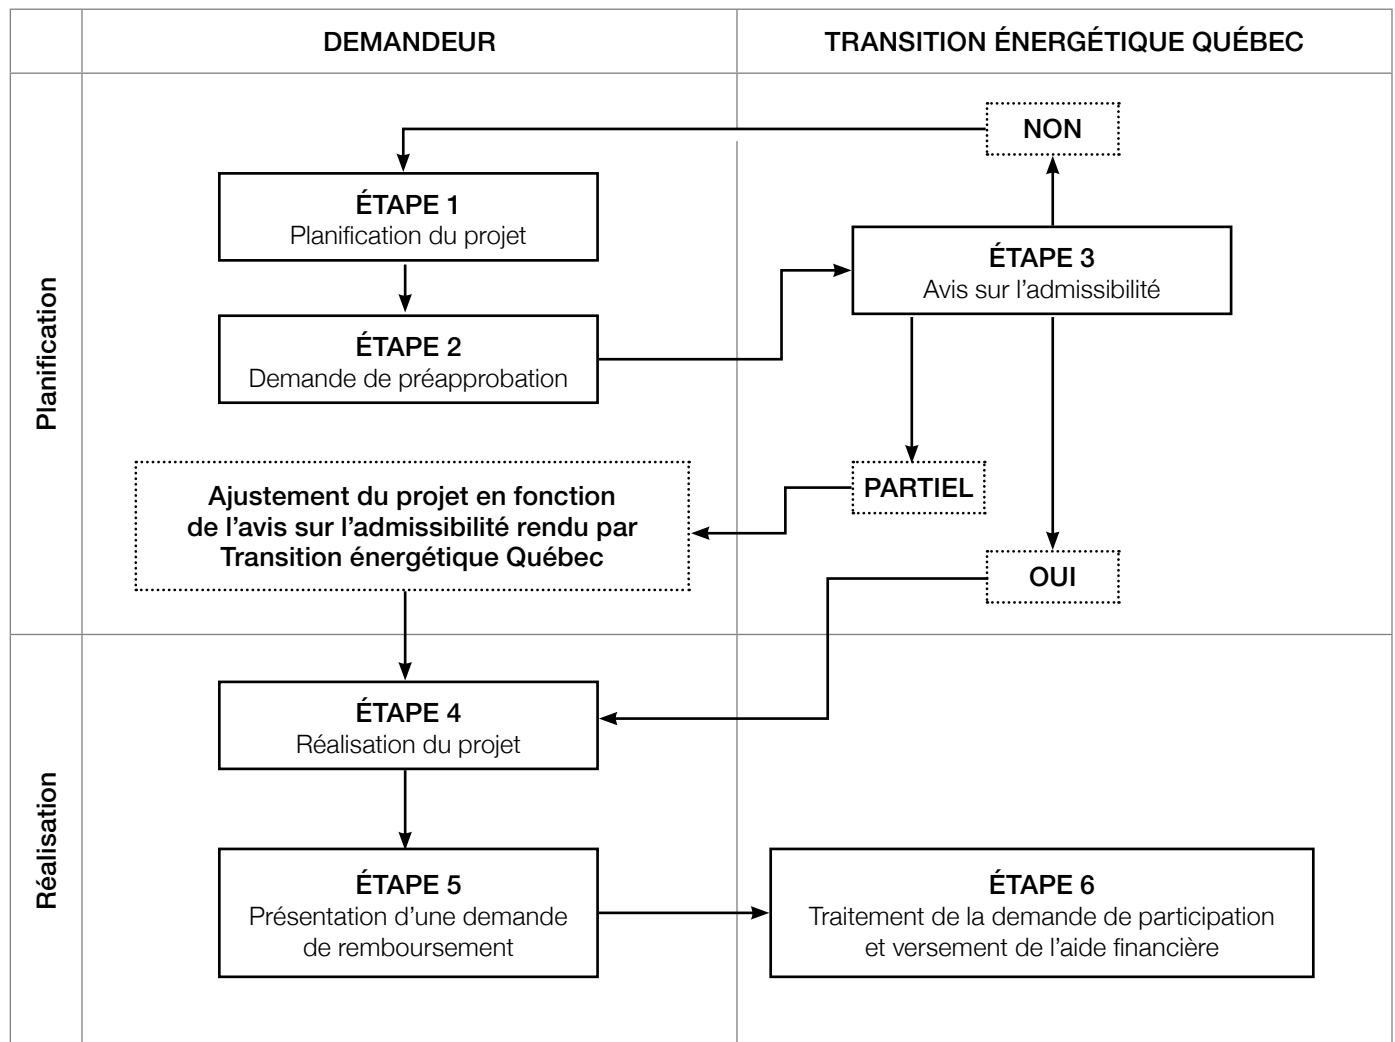 DEMANDEUR
TRANSITION ÉNERGÉTIQUE QUÉBEC
Planification
NON
ÉTAPE 1
Planification du projet
ÉTAPE 3
Avis sur l’admissibilité
ÉTAPE 2
Demande de préapprobation
PARTIEL
Ajustement du projet en fonction
de l’avis sur l’admissibilité rendu par
Transition énergétique Québec
OUI
Réalisation
ÉTAPE 4
Réalisation du projet
ÉTAPE 5
Présentation d’une demande
de remboursement
ÉTAPE 6
Traitement de la demande de participation
et versement de l’aide financière